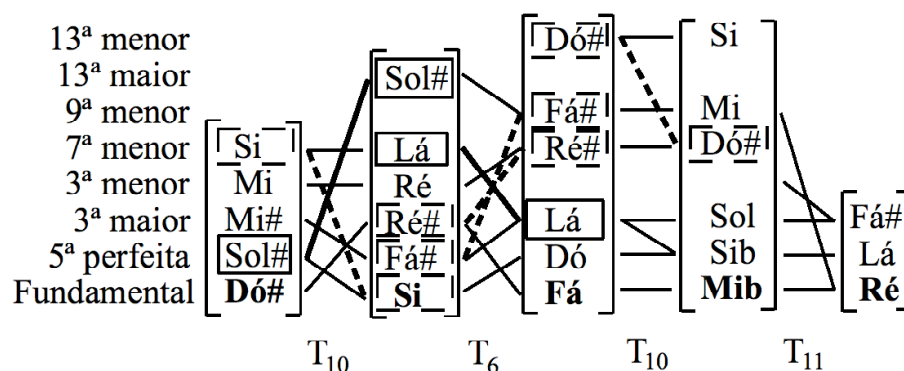 13ª menor Dó# Si
13ª maior Sol#
9ª menor Fá# Mi
7ª menor Si Lá Ré# Dó#
3ª menor Mi Ré
3ª maior Mi# Ré# Lá Sol Fá#
5ª perfeita Sol# Fá# Dó Sib Lá
Fundamental Dó# Si Fá Mib Ré
T10 T6 T10 T11